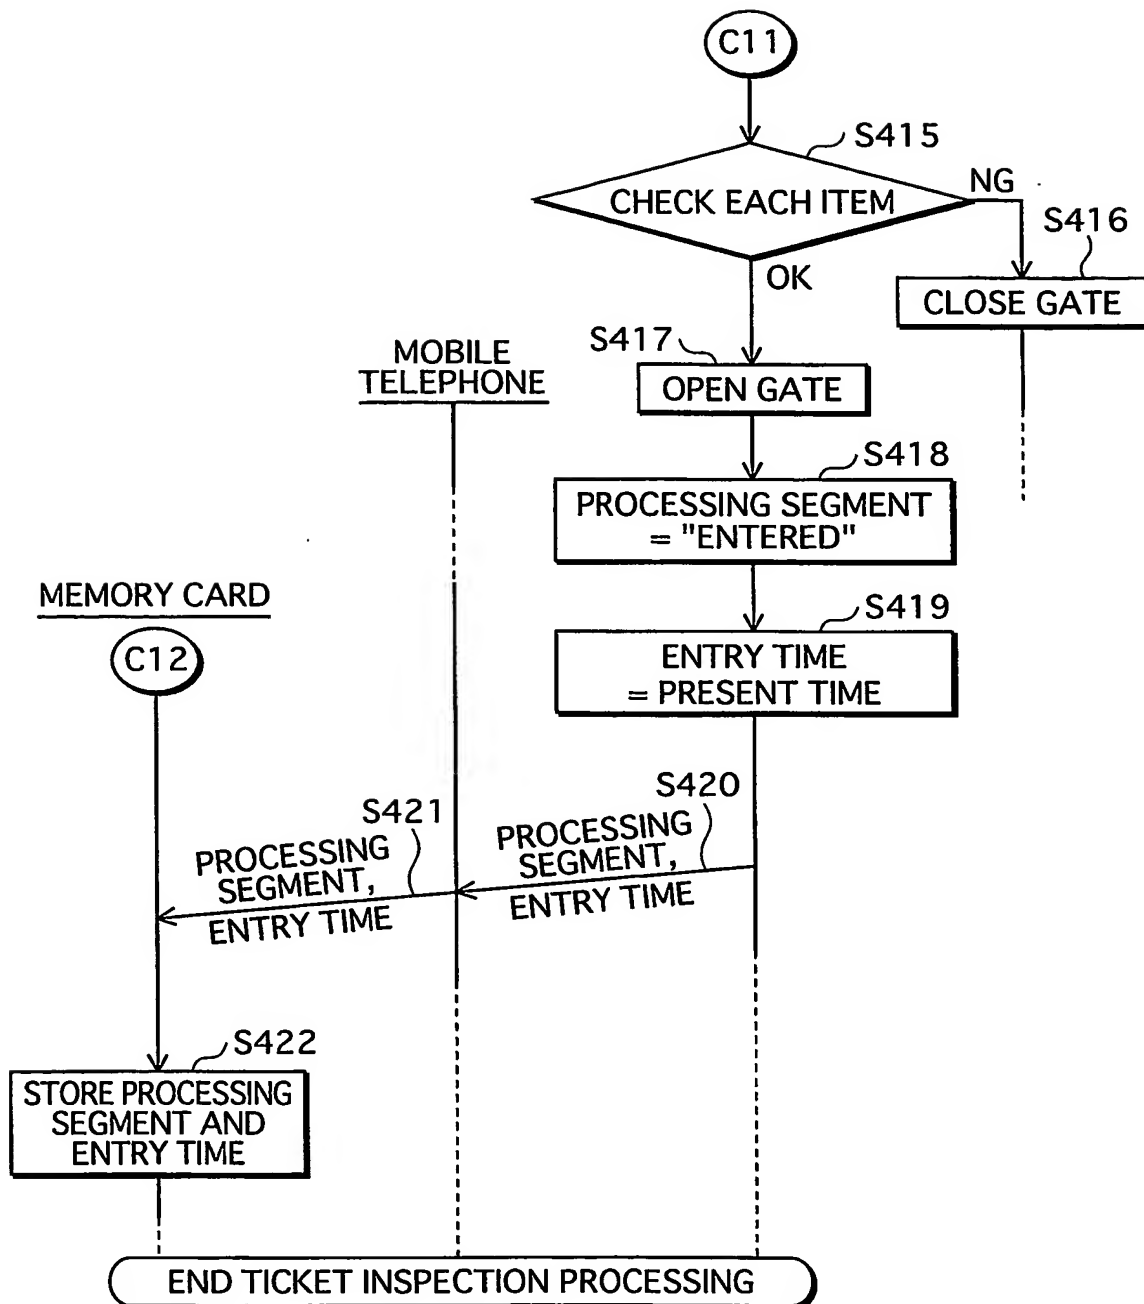 C11
S415
CHECK EACH ITEM
NG
S416
OK
CLOSE GATE
S417
MOBILE
TELEPHONE
OPEN GATE
S418
PROCESSING SEGMENT
= "ENTERED"
MEMORY CARD
S419
C12
ENTRY TIME
= PRESENT TIME
S420
S421
PROCESSING
SEGMENT,
ENTRY TIME
PROCESSING
SEGMENT,
ENTRY TIME
S422
STORE PROCESSING
SEGMENT AND
ENTRY TIME
END TICKET INSPECTION PROCESSING